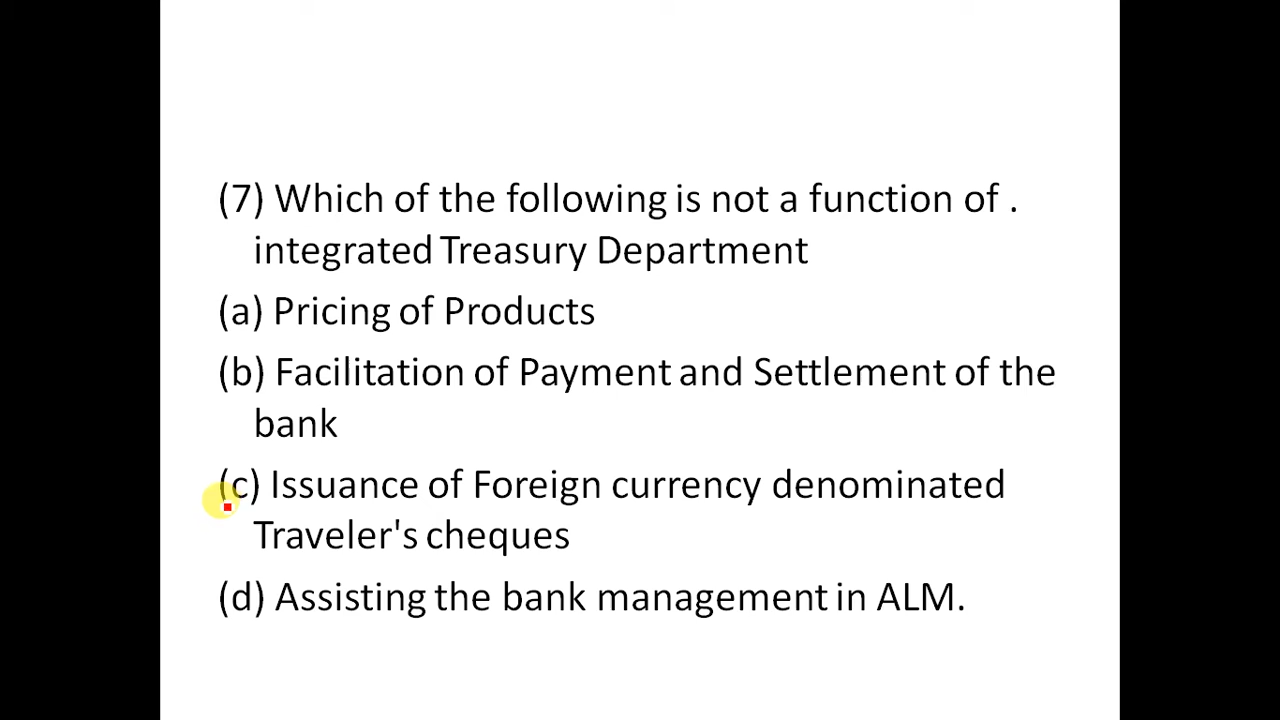 (7) Which of the following is not a function of .
integrated Treasury Department
(a) Pricing of Products
(b) Facilitation of Payment and Settlement of the
bank
(c) Issuance of Foreign currency denominated
Traveler's cheques
(d) Assisting the bank management in ALM.